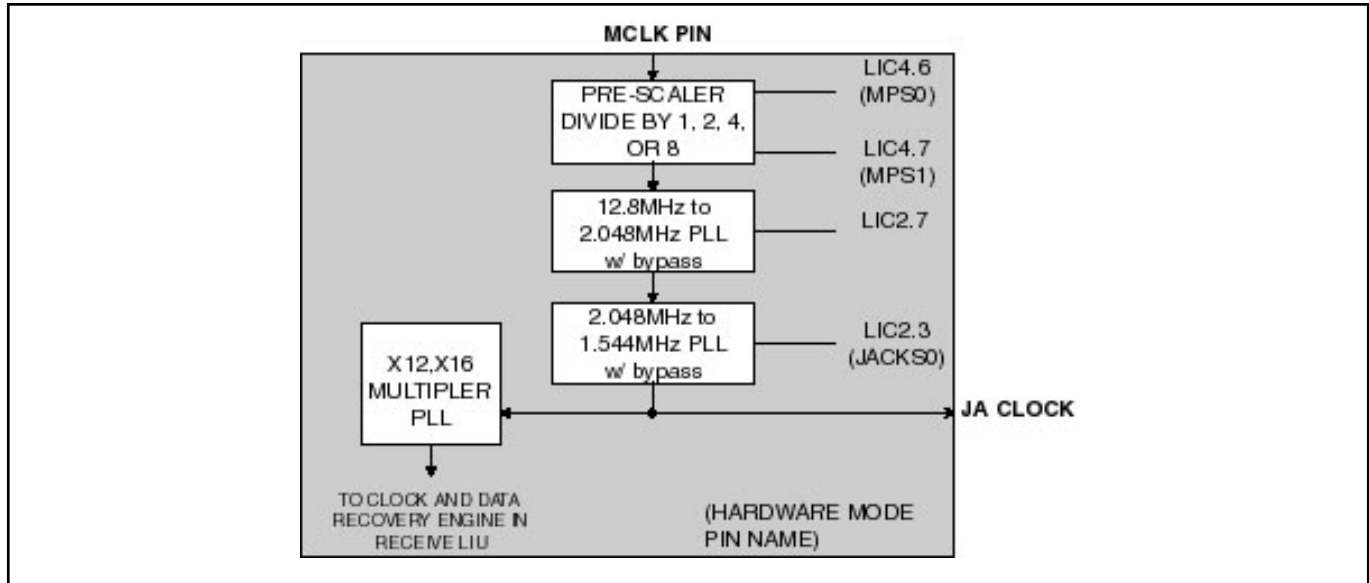 MCLK PIN
PRE-SCALER
DIVIDE BY 1, 2, 4,
OR 8
LIC4.6
(MPS0)
LIC4.7
(MPS1)
12.8MHz to
2.048MHz PLL
w/ bypass
LIC2.7
2.048MHz to
1.544MHz PLL
w/ bypass
LIC2.3
(JACKS0)
X12,X16
MULTIPLER
PLL
JA CLOCK
TO CLOCK AND DATA
RECOVERY ENGINE IN
RECEIVE LIU
(HARDWARE MODE
PIN NAME)